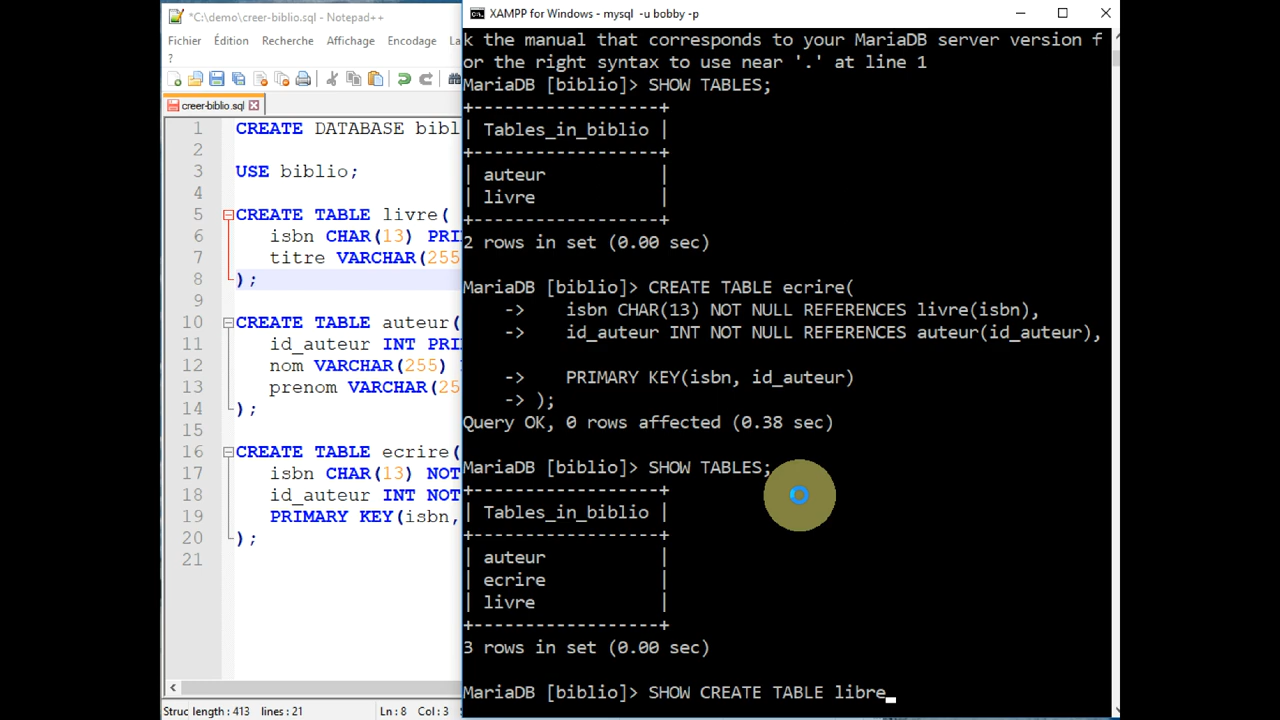 *C:\demo\creer-biblio.sql - Notepad++
Fichier Édition Recherche Affichage Encodage La
?
creer-biblio.sql
1 CREATE DATABASE bibl
2
3 USE biblio;
4
5 CREATE TABLE livre(
6 isbn CHAR(13) PRI
7 titre VARCHAR(255
8 );
9
10 CREATE TABLE auteur(
11 id_auteur INT PRI
12 nom VARCHAR(255)
13 prenom VARCHAR(25
14 );
15
16 CREATE TABLE ecrire(
17 isbn CHAR(13) NOT
18 id_auteur INT NOT
19 PRIMARY KEY(isbn,
20 );
21
Struc length : 413 lines : 21 Ln : 8 Col : 3
XAMPP for Windows - mysql -u bobby -p
k the manual that corresponds to your MariaDB server version f
or the right syntax to use near '.' at line 1
MariaDB [biblio]> SHOW TABLES;
+------------------+
| Tables_in_biblio |
+------------------+
| auteur |
| livre |
+------------------+
2 rows in set (0.00 sec)
MariaDB [biblio]> CREATE TABLE ecrire(
-> isbn CHAR(13) NOT NULL REFERENCES livre(isbn),
-> id_auteur INT NOT NULL REFERENCES auteur(id_auteur),
-> PRIMARY KEY(isbn, id_auteur)
-> );
Query OK, 0 rows affected (0.38 sec)
MariaDB [biblio]> SHOW TABLES;
+------------------+
| Tables_in_biblio |
+------------------+
| auteur |
| ecrire |
| livre |
+------------------+
3 rows in set (0.00 sec)
MariaDB [biblio]> SHOW CREATE TABLE libre_